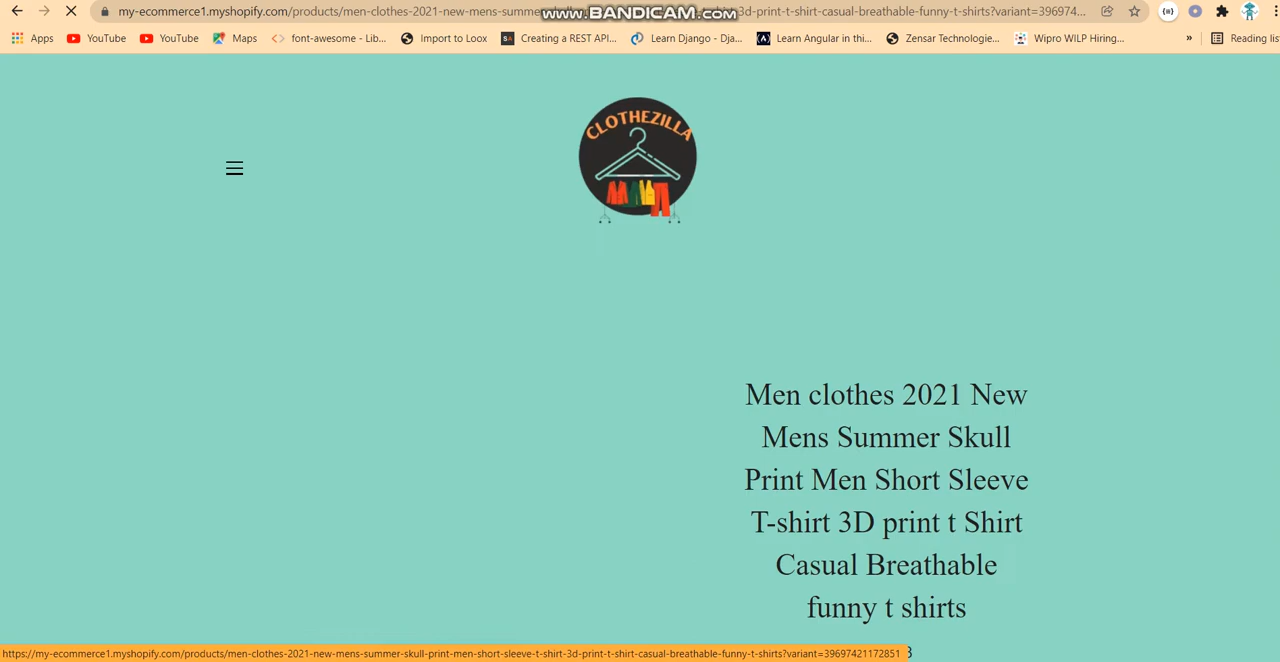 my-ecommerce1.myshopify.com/products/men-clothes-2021-new-mens-summer- 3d-print-t-shirt-casual-breathable-funny-t-shirts?variant=396974...
www.BANDICAM.com
Apps YouTube YouTube Maps font-awesome - Lib... Import to Loox Creating a REST API... Learn Django - Dja... Learn Angular in thi... Zensar Technologie... Wipro WILP Hiring... » Reading list
CLOTHEZILLA
Men clothes 2021 New
Mens Summer Skull
Print Men Short Sleeve
T-shirt 3D print t Shirt
Casual Breathable
funny t shirts
https://my-ecommerce1.myshopify.com/products/men-clothes-2021-new-mens-summer-skull-print-men-short-sleeve-t-shirt-3d-print-t-shirt-casual-breathable-funny-t-shirts?variant=39697421172851